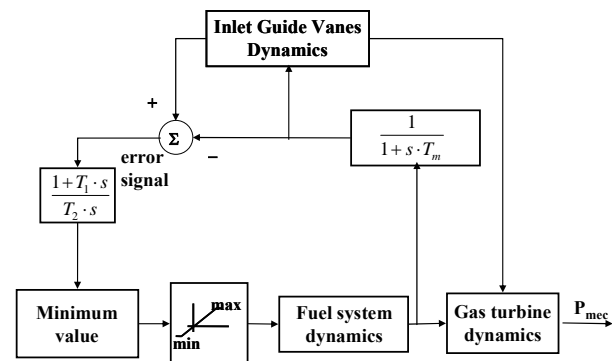 Inlet Guide Vanes
Dynamics
+
Σ
−
error
signal
1
1 + s · Tₘ
1 + T₁ · s
T₂ · s
Minimum
value
max
min
Fuel system
dynamics
Gas turbine
dynamics
Pmec